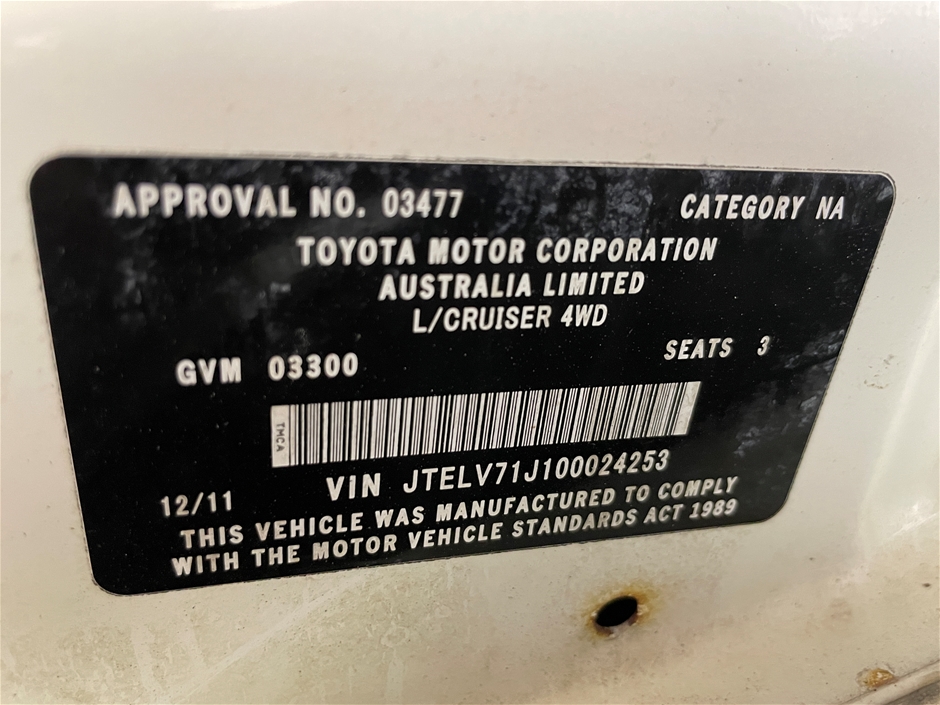 APPROVAL NO. 03477 CATEGORY NA
TOYOTA MOTOR CORPORATION
AUSTRALIA LIMITED
L/CRUISER 4WD
GVM 03300 SEATS 3
TMCA
VIN JTELV71J100024253
12/11
THIS VEHICLE WAS MANUFACTURED TO COMPLY
WITH THE MOTOR VEHICLE STANDARDS ACT 1989